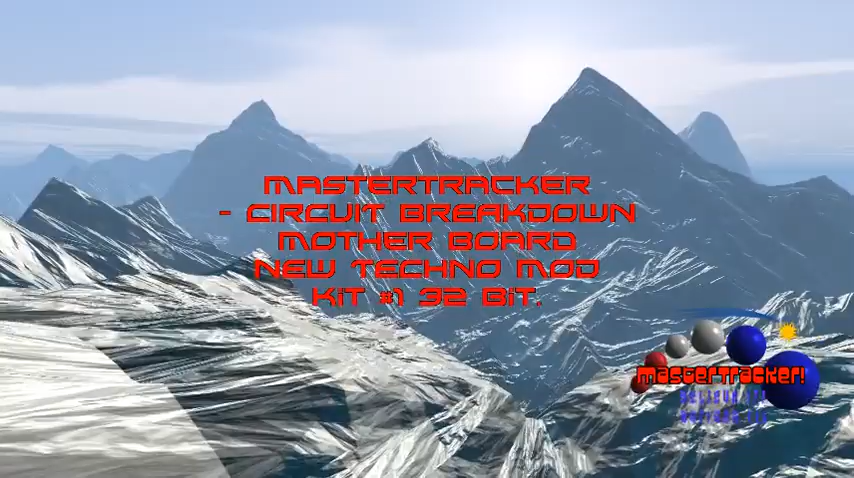 MASTERTRACKER
- CIRCUIT BREAKDOWN
MOTHER BOARD
NEW TECHNO MOD
KIT #1 32 BIT.
mastertracker!